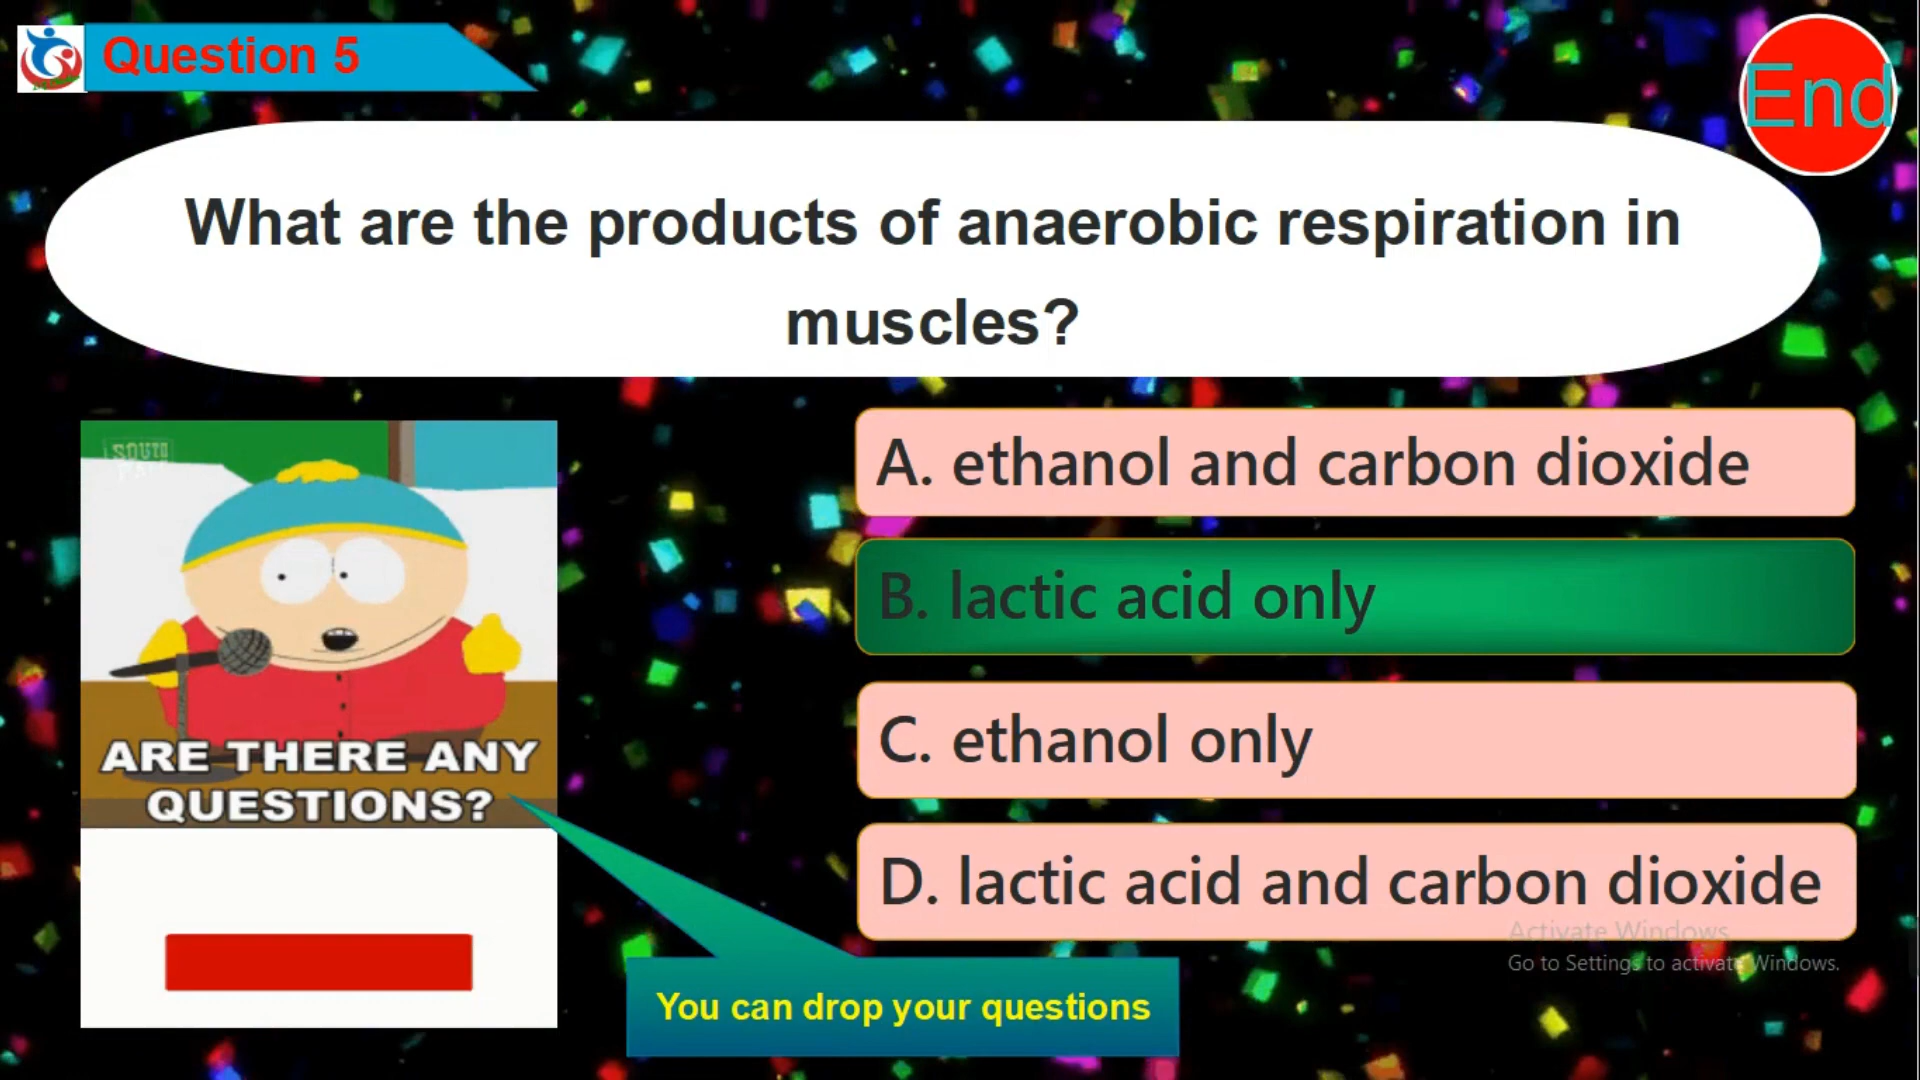 Question 5
End
What are the products of anaerobic respiration in
muscles?
SOUTH
A. ethanol and carbon dioxide
B. lactic acid only
C. ethanol only
D. lactic acid and carbon dioxide
ARE THERE ANY
QUESTIONS?
Activate Windows
Go to Settings to activate Windows.
You can drop your questions